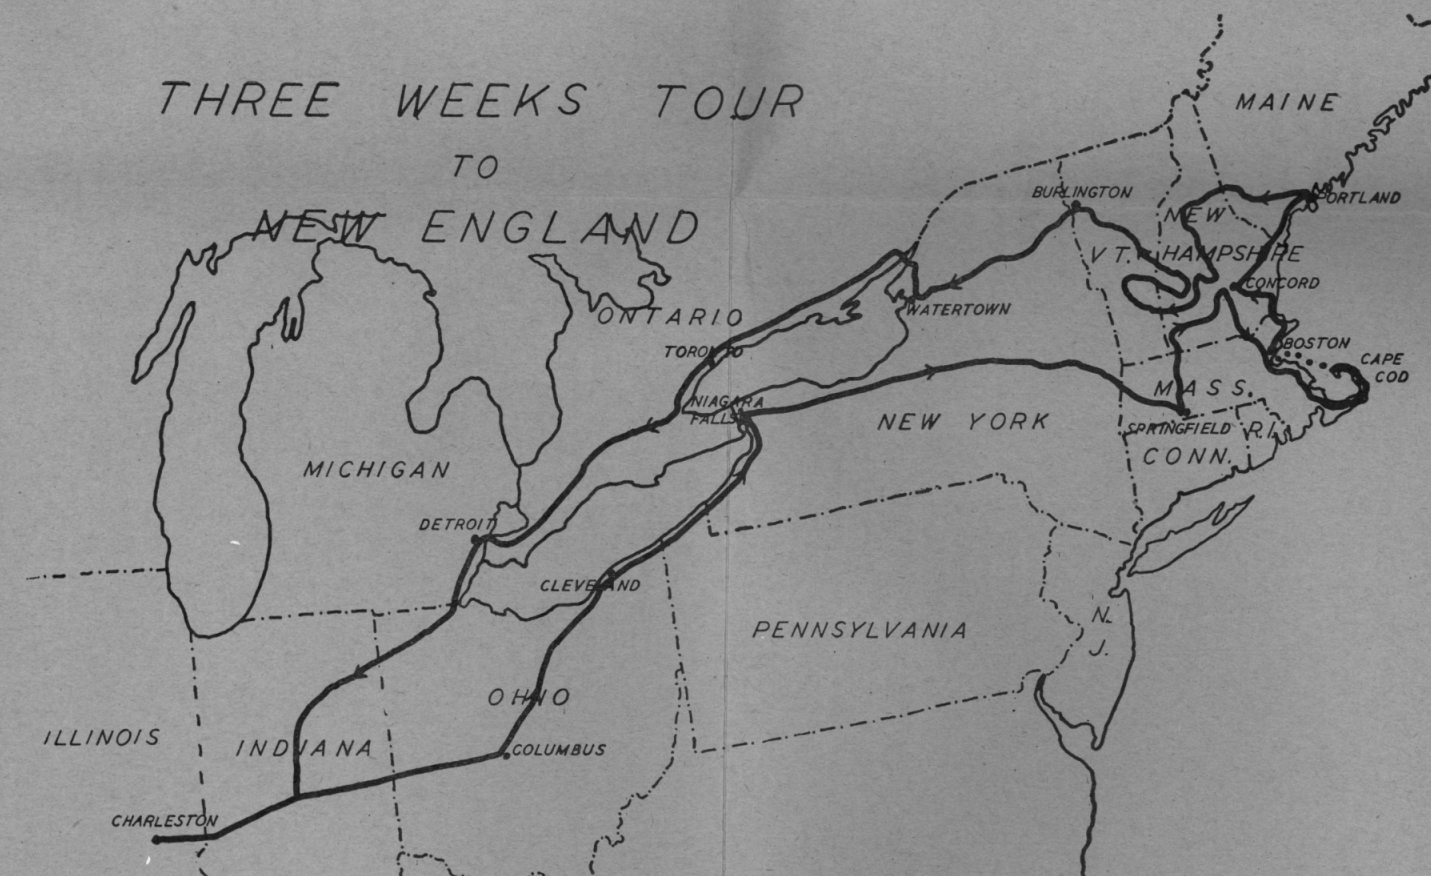 THREE WEEKS TOUR
TO
NEW ENGLAND
MAINE
BURLINGTON
PORTLAND
NEW
VT. HAMPSHIRE
CONCORD
ONTARIO
WATERTOWN
TORONTO
BOSTON
CAPE
COD
MASS.
NIAGARA
FALLS
NEW YORK
SPRINGFIELD
R.I.
CONN.
MICHIGAN
DETROIT
CLEVELAND
PENNSYLVANIA
N.
J.
OHIO
ILLINOIS
INDIANA
COLUMBUS
CHARLESTON